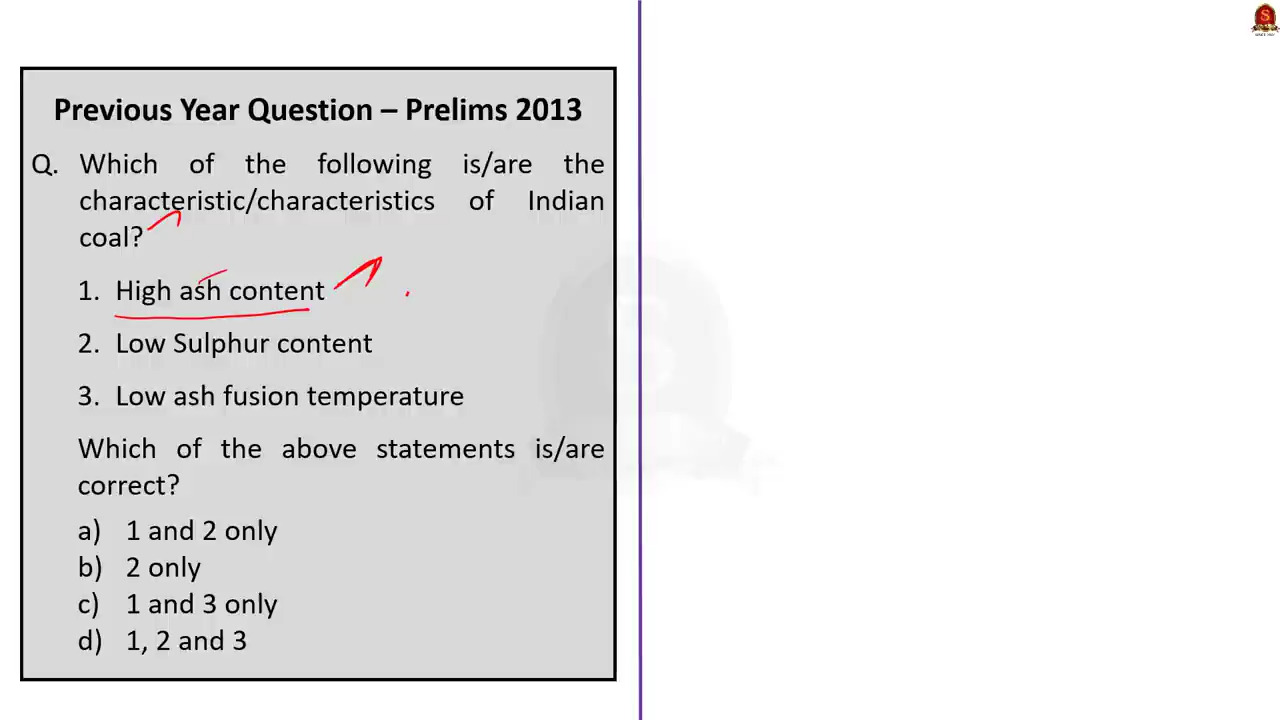 Previous Year Question – Prelims 2013
Q. Which of the following is/are the
characteristic/characteristics of Indian
coal?
1. High ash content
2. Low Sulphur content
3. Low ash fusion temperature
Which of the above statements is/are
correct?
a) 1 and 2 only
b) 2 only
c) 1 and 3 only
d) 1, 2 and 3